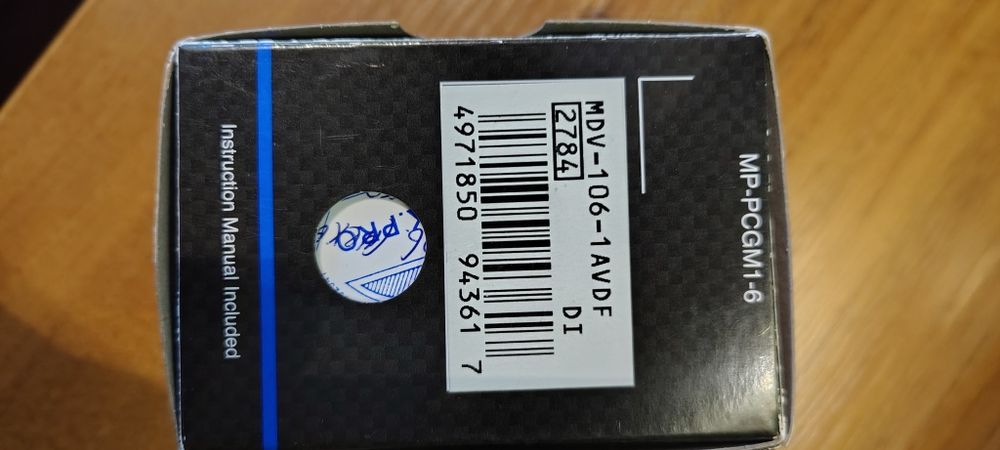 MP-PCGM1-6
MDV-106-1AVDF
2784 DI
4971850 94361 7
Instruction Manual Included